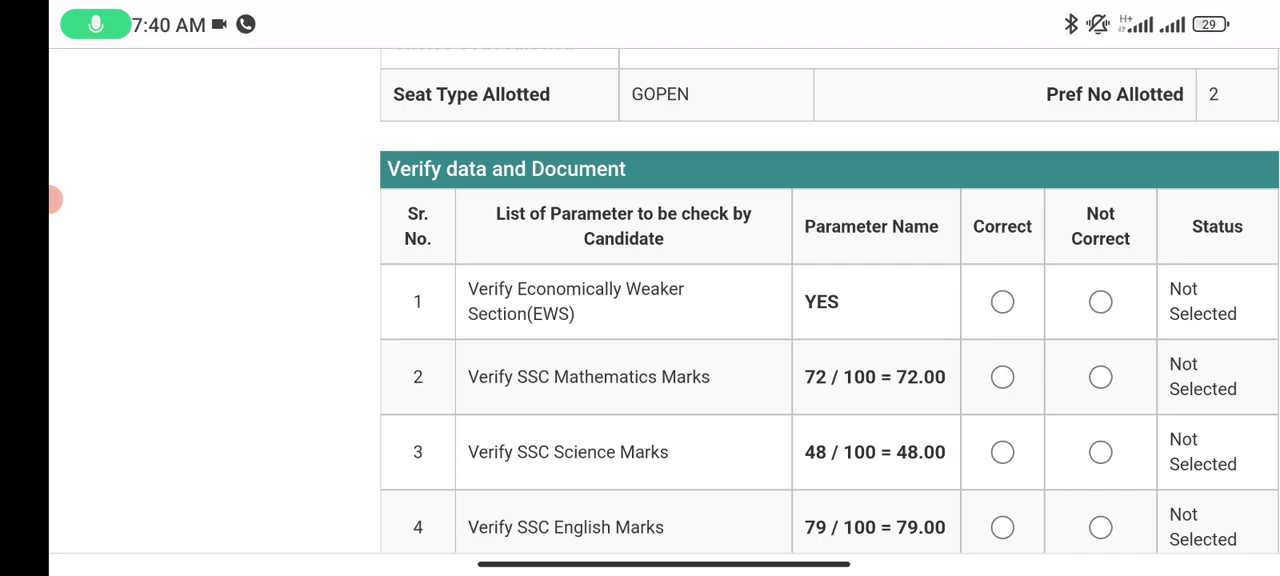 7:40 AM
H+
29
Seat Type Allotted GOPEN Pref No Allotted 2
Verify data and Document
Sr. No. List of Parameter to be check by Candidate Parameter Name Correct Not Correct Status
1 Verify Economically Weaker Section(EWS) YES Not Selected
2 Verify SSC Mathematics Marks 72 / 100 = 72.00 Not Selected
3 Verify SSC Science Marks 48 / 100 = 48.00 Not Selected
4 Verify SSC English Marks 79 / 100 = 79.00 Not Selected